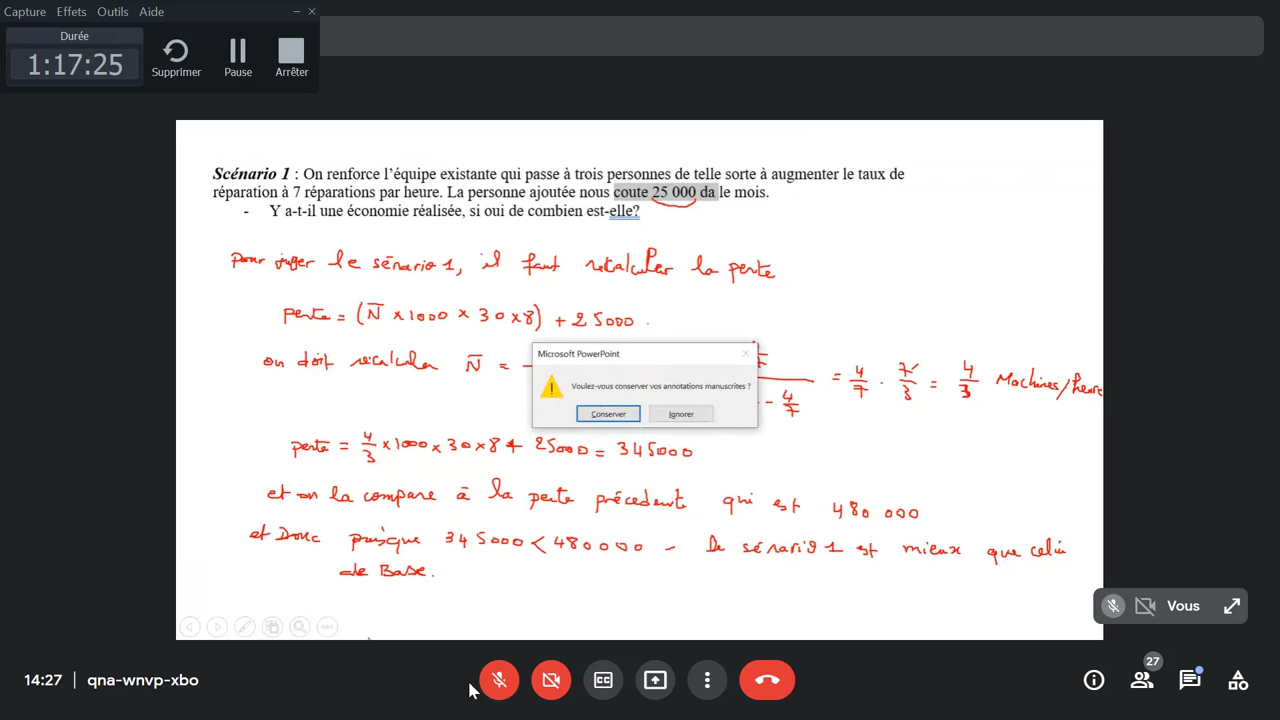 Capture Effets Outils Aide
Durée
1:17:25
Supprimer Pause Arrêter
Scénario 1 : On renforce l'équipe existante qui passe à trois personnes de telle sorte à augmenter le taux de
réparation à 7 réparations par heure. La personne ajoutée nous coute 25 000 da le mois.
- Y a-t-il une économie réalisée, si oui de combien est-elle?
Pour juger le sénario 1, il faut recalculer la perte
perte = (N̄ x 1000 x 30 x 8) + 25000
on doit recalculer N̄ =
- 4/7 = 4/7 . 7/3 = 4/3 Machines/heure
Microsoft PowerPoint
Voulez-vous conserver vos annotations manuscrites ?
Conserver Ignorer
perte = 4/3 x 1000 x 30 x 8 + 25000 = 345000
et on la compare à la perte précedente qui est 480 000
et Donc puisque 345000 < 480000 - le sénario 1 est mieux que celui
de Base.
Vous
14:27 qna-wnvp-xbo
27